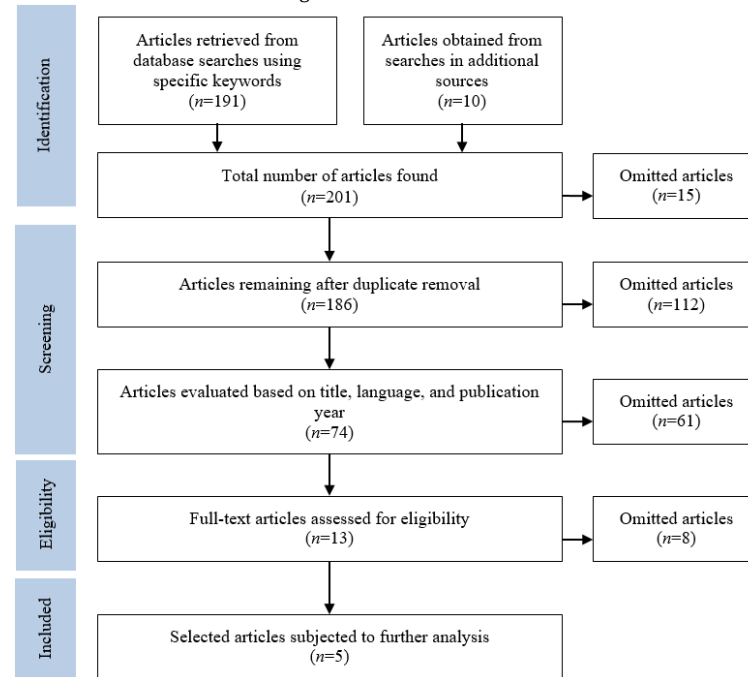 Identification
Articles retrieved from
database searches using
specific keywords
(n=191)
Articles obtained from
searches in additional
sources
(n=10)
Total number of articles found
(n=201)
Omitted articles
(n=15)
Screening
Articles remaining after duplicate removal
(n=186)
Omitted articles
(n=112)
Articles evaluated based on title, language, and publication
year
(n=74)
Omitted articles
(n=61)
Eligibility
Full-text articles assessed for eligibility
(n=13)
Omitted articles
(n=8)
Included
Selected articles subjected to further analysis
(n=5)